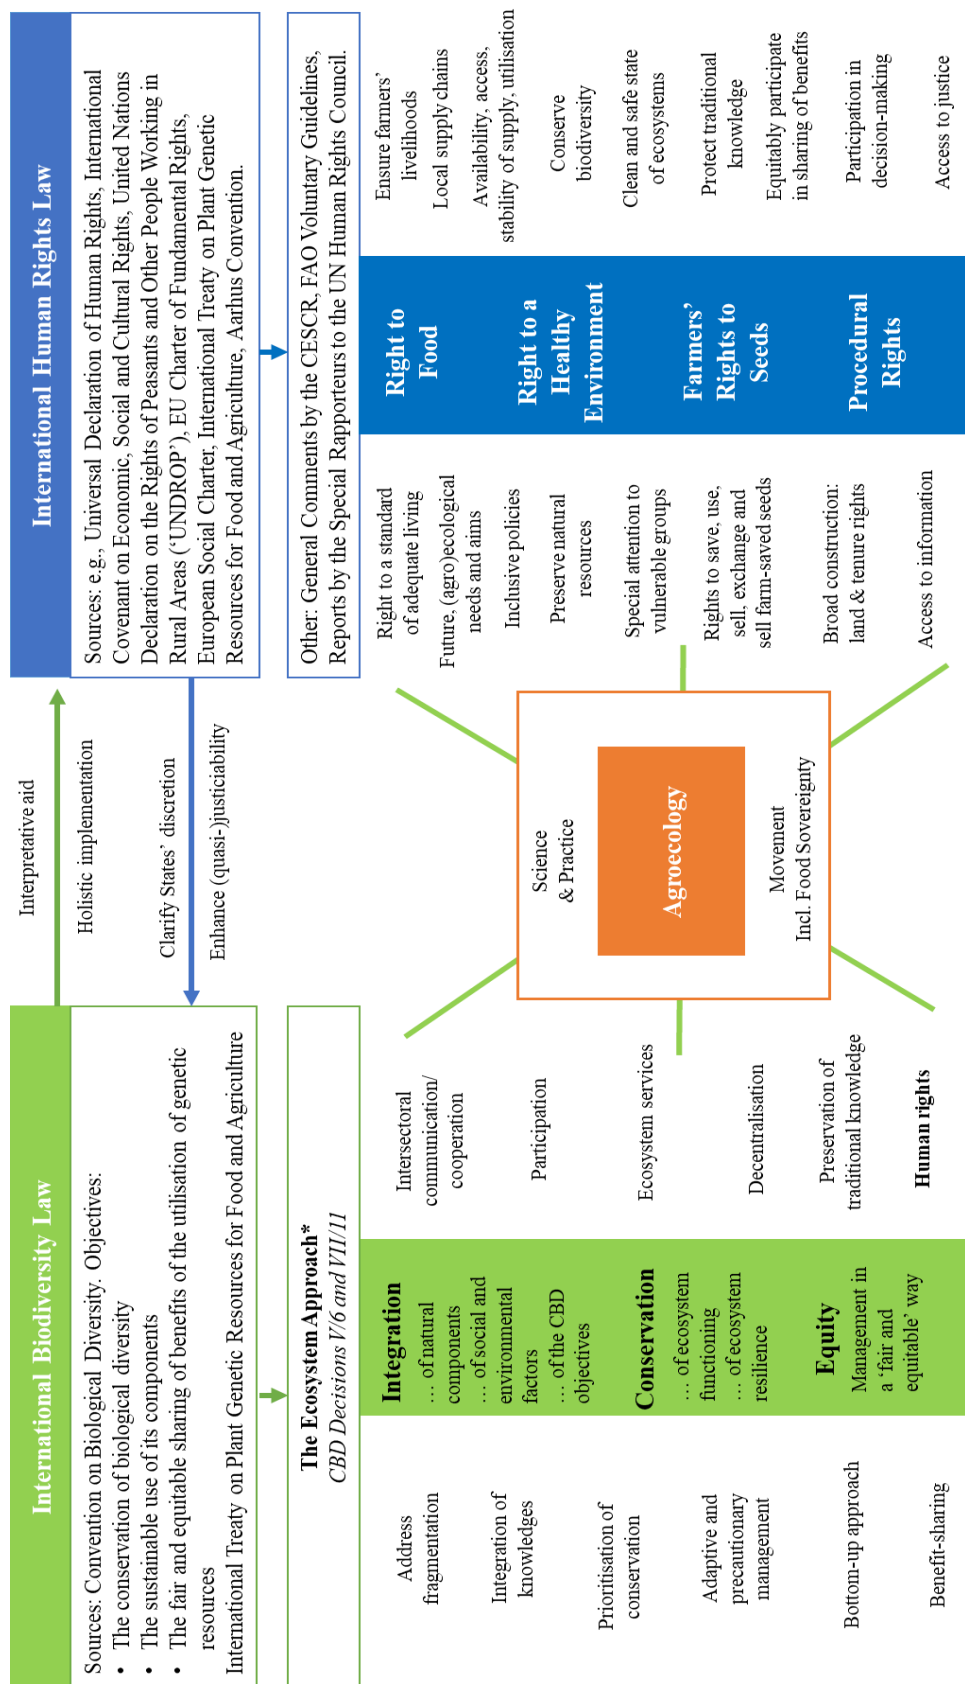 International Biodiversity Law
Sources: Convention on Biological Diversity. Objectives:
• The conservation of biological diversity
• The sustainable use of its components
• The fair and equitable sharing of benefits of the utilisation of genetic
resources
International Treaty on Plant Genetic Resources for Food and Agriculture
Interpretative aid
Holistic implementation
Clarify States' discretion
Enhance (quasi-)justiciability
International Human Rights Law
Sources: e.g., Universal Declaration of Human Rights, International
Covenant on Economic, Social and Cultural Rights, United Nations
Declaration on the Rights of Peasants and Other People Working in
Rural Areas (‘UNDROP’), EU Charter of Fundamental Rights,
European Social Charter, International Treaty on Plant Genetic
Resources for Food and Agriculture, Aarhus Convention.
The Ecosystem Approach*
CBD Decisions V/6 and VII/11
Other: General Comments by the CESCR, FAO Voluntary Guidelines,
Reports by the Special Rapporteurs to the UN Human Rights Council.
Address
fragmentation
Integration of
knowledges
Prioritisation of
conservation
Adaptive and
precautionary
management
Bottom-up approach
Benefit-sharing
Integration
… of natural
components
… of social and
environmental
factors
… of the CBD
objectives
Conservation
… of ecosystem
functioning
… of ecosystem
resilience
Equity
Management in
a ‘fair and
equitable’ way
Intersectoral
communication/
cooperation
Participation
Ecosystem services
Decentralisation
Preservation of
traditional knowledge
Human rights
Science
& Practice
Agroecology
Movement
Incl. Food Sovereignty
Right to a standard
of adequate living
Future, (agro)ecological
needs and aims
Inclusive policies
Preserve natural
resources
Special attention to
vulnerable groups
Rights to save, use,
sell, exchange and
sell farm-saved seeds
Broad construction:
land & tenure rights
Access to information
Right to
Food
Right to a
Healthy
Environment
Farmers'
Rights to
Seeds
Procedural
Rights
Ensure farmers'
livelihoods
Local supply chains
Availability, access,
stability of supply, utilisation
Conserve
biodiversity
Clean and safe state
of ecosystems
Protect traditional
knowledge
Equitably participate
in sharing of benefits
Participation in
decision-making
Access to justice